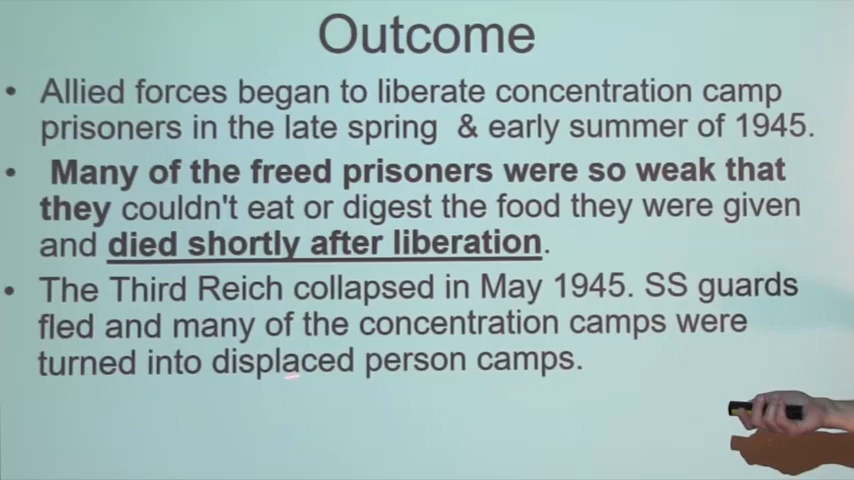 Outcome
• Allied forces began to liberate concentration camp
prisoners in the late spring & early summer of 1945.
• Many of the freed prisoners were so weak that
they couldn't eat or digest the food they were given
and died shortly after liberation.
• The Third Reich collapsed in May 1945. SS guards
fled and many of the concentration camps were
turned into displaced person camps.